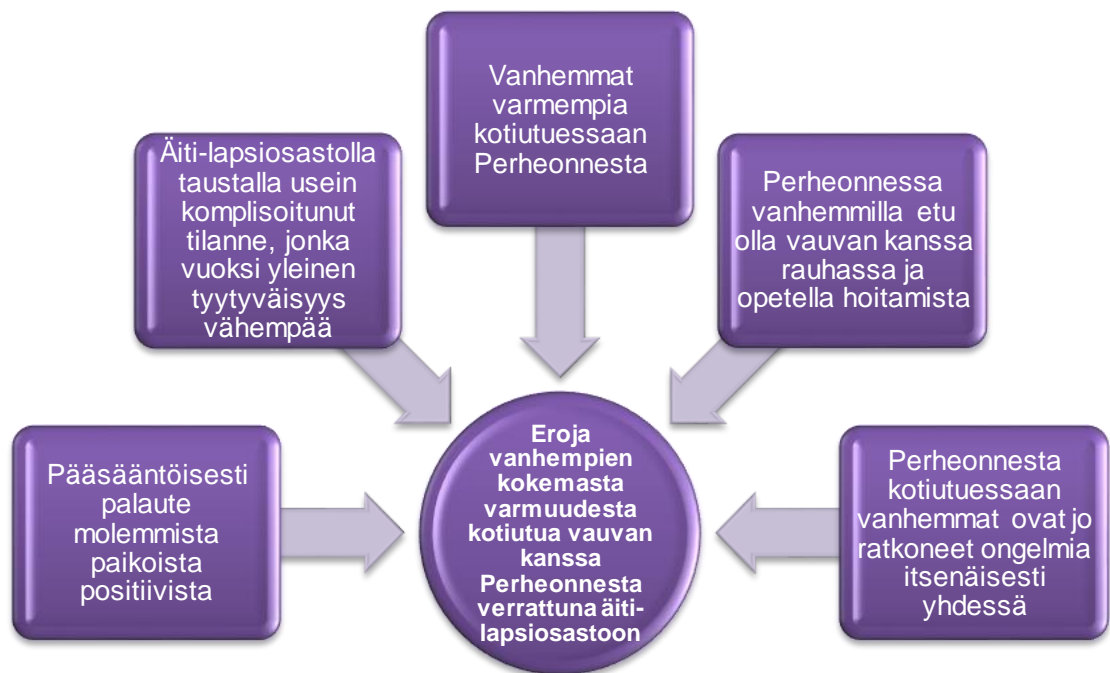 Vanhemmat
varmempia
kotiutuessaan
Perheonnesta
Äiti-lapsiosastolla
taustalla usein
komplisoitunut
tilanne, jonka
vuoksi yleinen
tyytyväisyys
vähempää
Perheonnessa
vanhemmilla etu
olla vauvan kanssa
rauhassa ja
opetella hoitamista
Pääsääntöisesti
palaute
molemmista
paikoista
positiivista
Eroja
vanhempien
kokemasta
varmuudesta
kotiutua vauvan
kanssa
Perheonnesta
verrattuna äiti-
lapsiosastoon
Perheonnesta
kotiutuessaan
vanhemmat ovat jo
ratkoneet ongelmia
itsenäisesti
yhdessä